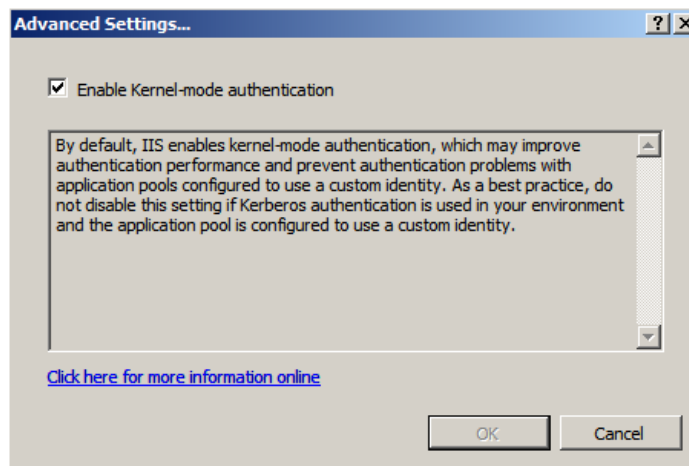 Advanced Settings...
Enable Kernel-mode authentication
By default, IIS enables kernel-mode authentication, which may improve
authentication performance and prevent authentication problems with
application pools configured to use a custom identity. As a best practice, do
not disable this setting if Kerberos authentication is used in your environment
and the application pool is configured to use a custom identity.
Click here for more information online
OK Cancel